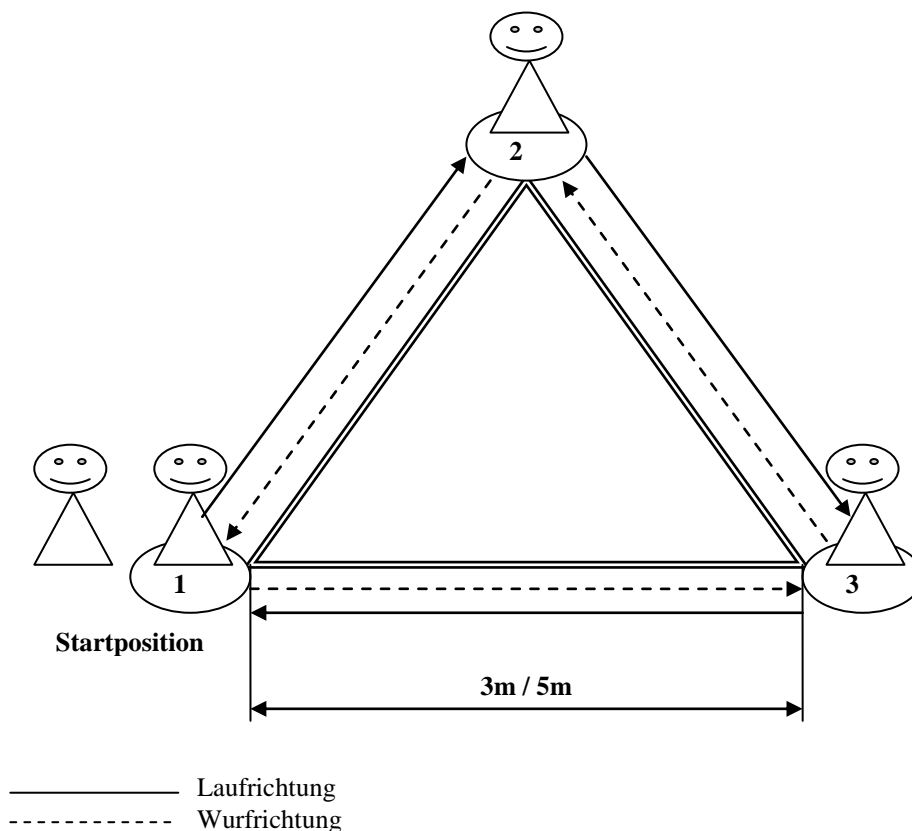 2
1
3
Startposition
3m / 5m
Laufrichtung
Wurfrichtung